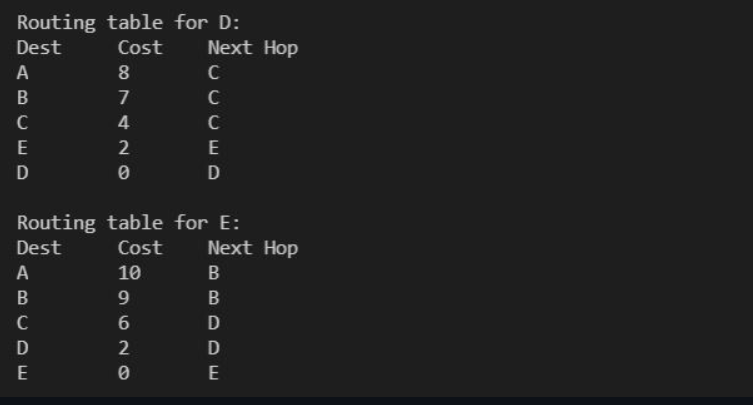 Routing table for D:
Dest Cost Next Hop
A 8 C
B 7 C
C 4 C
E 2 E
D 0 D
Routing table for E:
Dest Cost Next Hop
A 10 B
B 9 B
C 6 D
D 2 D
E 0 E